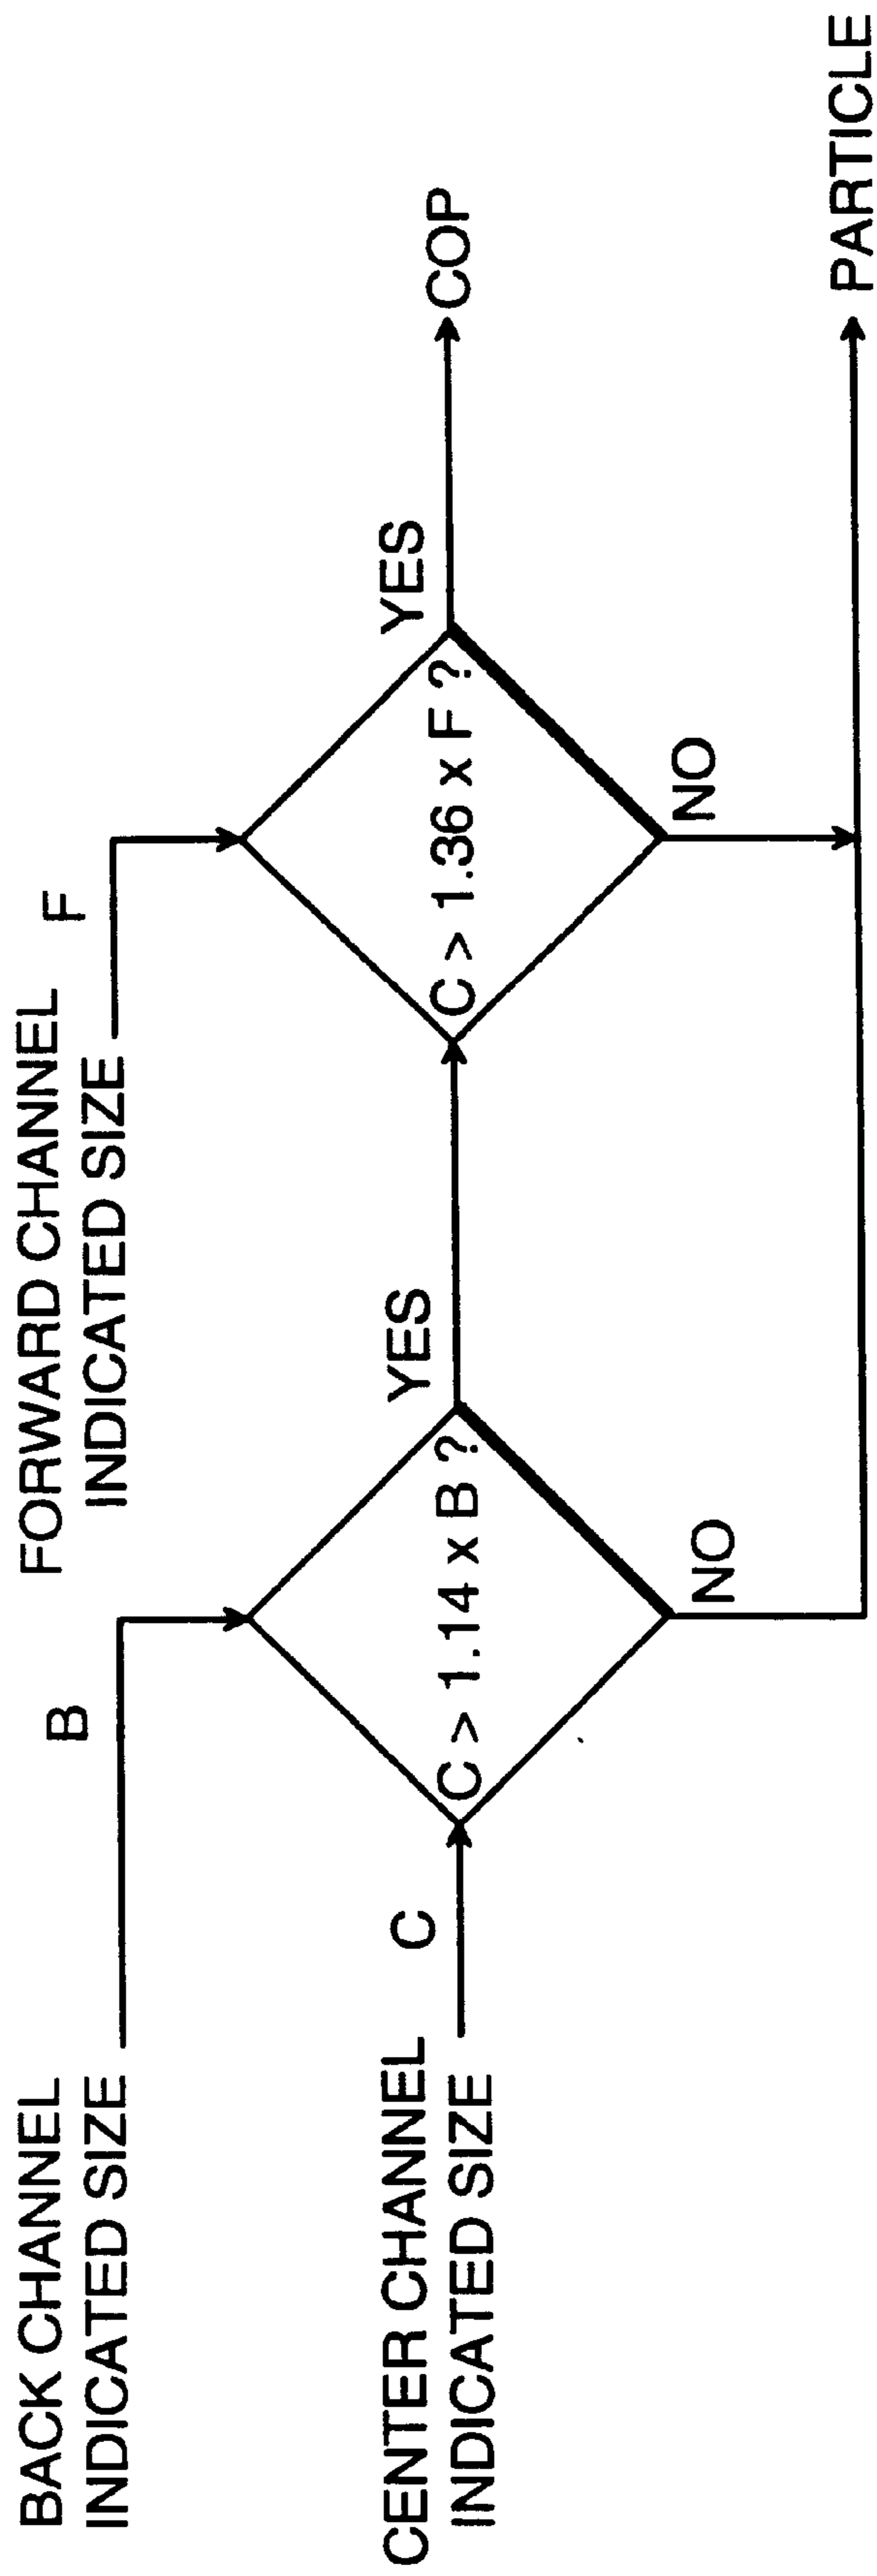 BACK CHANNEL
INDICATED SIZE
B
FORWARD CHANNEL
INDICATED SIZE
F
CENTER CHANNEL
INDICATED SIZE
C
C > 1.14 x B ?
YES
NO
C > 1.36 x F ?
YES
NO
COP
PARTICLE